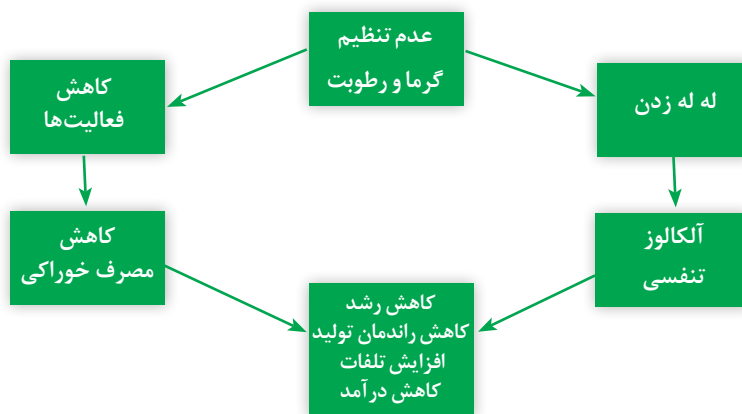 عدم تنظیم
گرما و رطوبت
له له زدن
کاهش
فعالیت‌ها
آلکالوز
تنفسی
کاهش
مصرف خوراکی
کاهش رشد
کاهش راندمان تولید
افزایش تلفات
کاهش درآمد